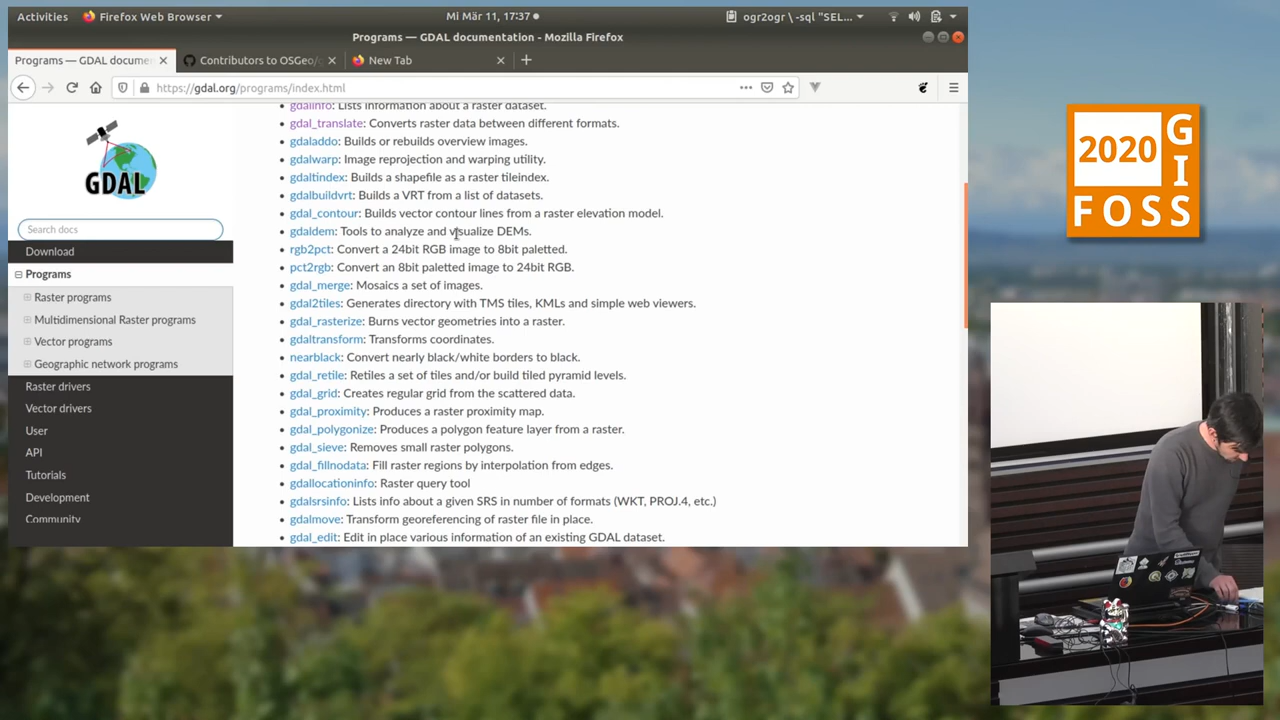 Activities
Firefox Web Browser
Mi Mär 11, 17:37
ogr2ogr \ -sql "SEL...
Programs — GDAL documentation - Mozilla Firefox
Programs — GDAL documen
Contributors to OSGeo/g
New Tab
https://gdal.org/programs/index.html
GDAL
Search docs
Download
Programs
Raster programs
Multidimensional Raster programs
Vector programs
Geographic network programs
Raster drivers
Vector drivers
User
API
Tutorials
Development
Community
gdalinfo: Lists information about a raster dataset.
gdal_translate: Converts raster data between different formats.
gdaladdo: Builds or rebuilds overview images.
gdalwarp: Image reprojection and warping utility.
gdaltindex: Builds a shapefile as a raster tileindex.
gdalbuildvrt: Builds a VRT from a list of datasets.
gdal_contour: Builds vector contour lines from a raster elevation model.
gdaldem: Tools to analyze and visualize DEMs.
rgb2pct: Convert a 24bit RGB image to 8bit paletted.
pct2rgb: Convert an 8bit paletted image to 24bit RGB.
gdal_merge: Mosaics a set of images.
gdal2tiles: Generates directory with TMS tiles, KMLs and simple web viewers.
gdal_rasterize: Burns vector geometries into a raster.
gdaltransform: Transforms coordinates.
nearblack: Convert nearly black/white borders to black.
gdal_retile: Retiles a set of tiles and/or build tiled pyramid levels.
gdal_grid: Creates regular grid from the scattered data.
gdal_proximity: Produces a raster proximity map.
gdal_polygonize: Produces a polygon feature layer from a raster.
gdal_sieve: Removes small raster polygons.
gdal_fillnodata: Fill raster regions by interpolation from edges.
gdallocationinfo: Raster query tool
gdalsrsinfo: Lists info about a given SRS in number of formats (WKT, PROJ.4, etc.)
gdalmove: Transform georeferencing of raster file in place.
gdal_edit: Edit in place various information of an existing GDAL dataset.
2020
GI
FOSS